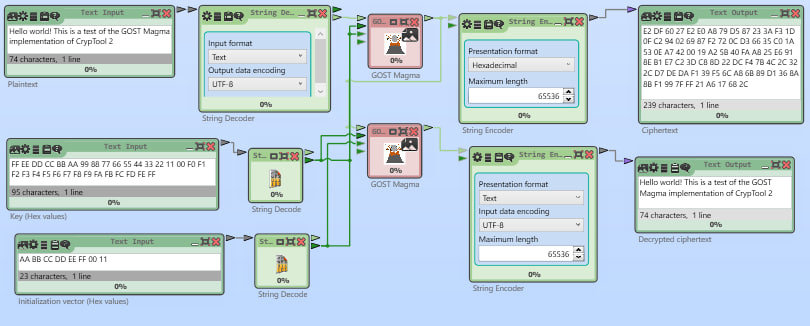 Text Input
Hello world! This is a test of the GOST Magma
implementation of CrypTool 2
74 characters, 1 line
0%
Plaintext
String De...
Input format
Text
Output data encoding
UTF-8
0%
String Decoder
GO...
0%
GOST Magma
String En...
Presentation format
Hexadecimal
Maximum length
65536
0%
String Encoder
Text Output
E2 DF 60 27 E2 E0 A8 79 D5 87 23 3A F3 1D
0F C2 94 02 69 87 F2 72 0C D3 66 35 C0 1A
53 0E A7 42 00 19 A2 5B 40 FA A8 25 E6 91
8E B1 E7 C2 3D C8 8D 22 DC F4 7B 4C 2C 32
2C D7 DE DA F1 39 F5 6C A8 6B 89 D1 36 8A
8B F1 99 7F FF 21 A6 17 68 2C
239 characters, 1 line
0%
Ciphertext
Text Input
FF EE DD CC BB AA 99 88 77 66 55 44 33 22 11 00 F0 F1
F2 F3 F4 F5 F6 F7 F8 F9 FA FB FC FD FE FF
95 characters, 1 line
0%
Key (Hex values)
St...
0%
String Decode
GO...
0%
GOST Magma
String En...
Presentation format
Text
Input data encoding
UTF-8
Maximum length
65536
0%
String Encoder
Text Output
Hello world! This is a test of the GOST
Magma implementation of CrypTool 2
74 characters, 1 line
0%
Decrypted ciphertext
Text Input
AA BB CC DD EE FF 00 11
23 characters, 1 line
0%
Initialization vector (Hex values)
St...
0%
String Decode